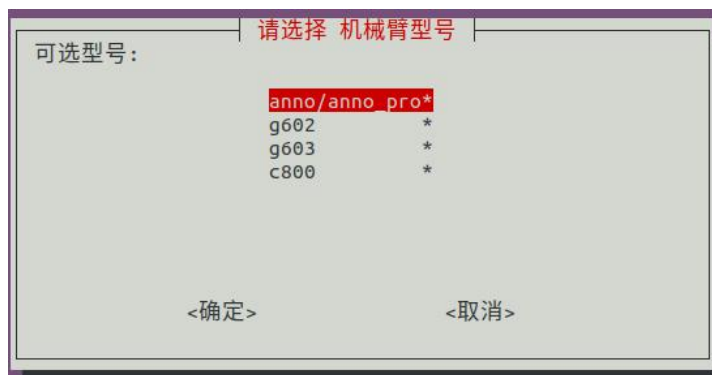 请选择 机械臂型号
可选型号:
anno/anno_pro*
g602 *
g603 *
c800 *
<确定> <取消>